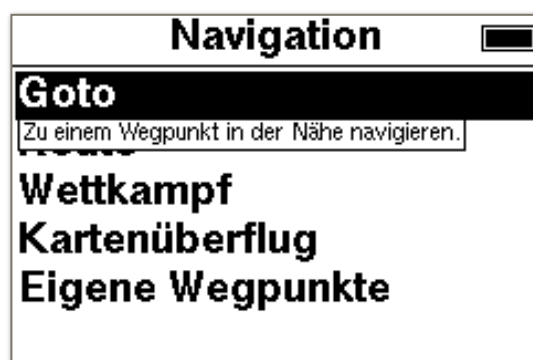 Navigation
Goto
Zu einem Wegpunkt in der Nähe navigieren.
Wettkampf
Kartenüberflug
Eigene Wegpunkte